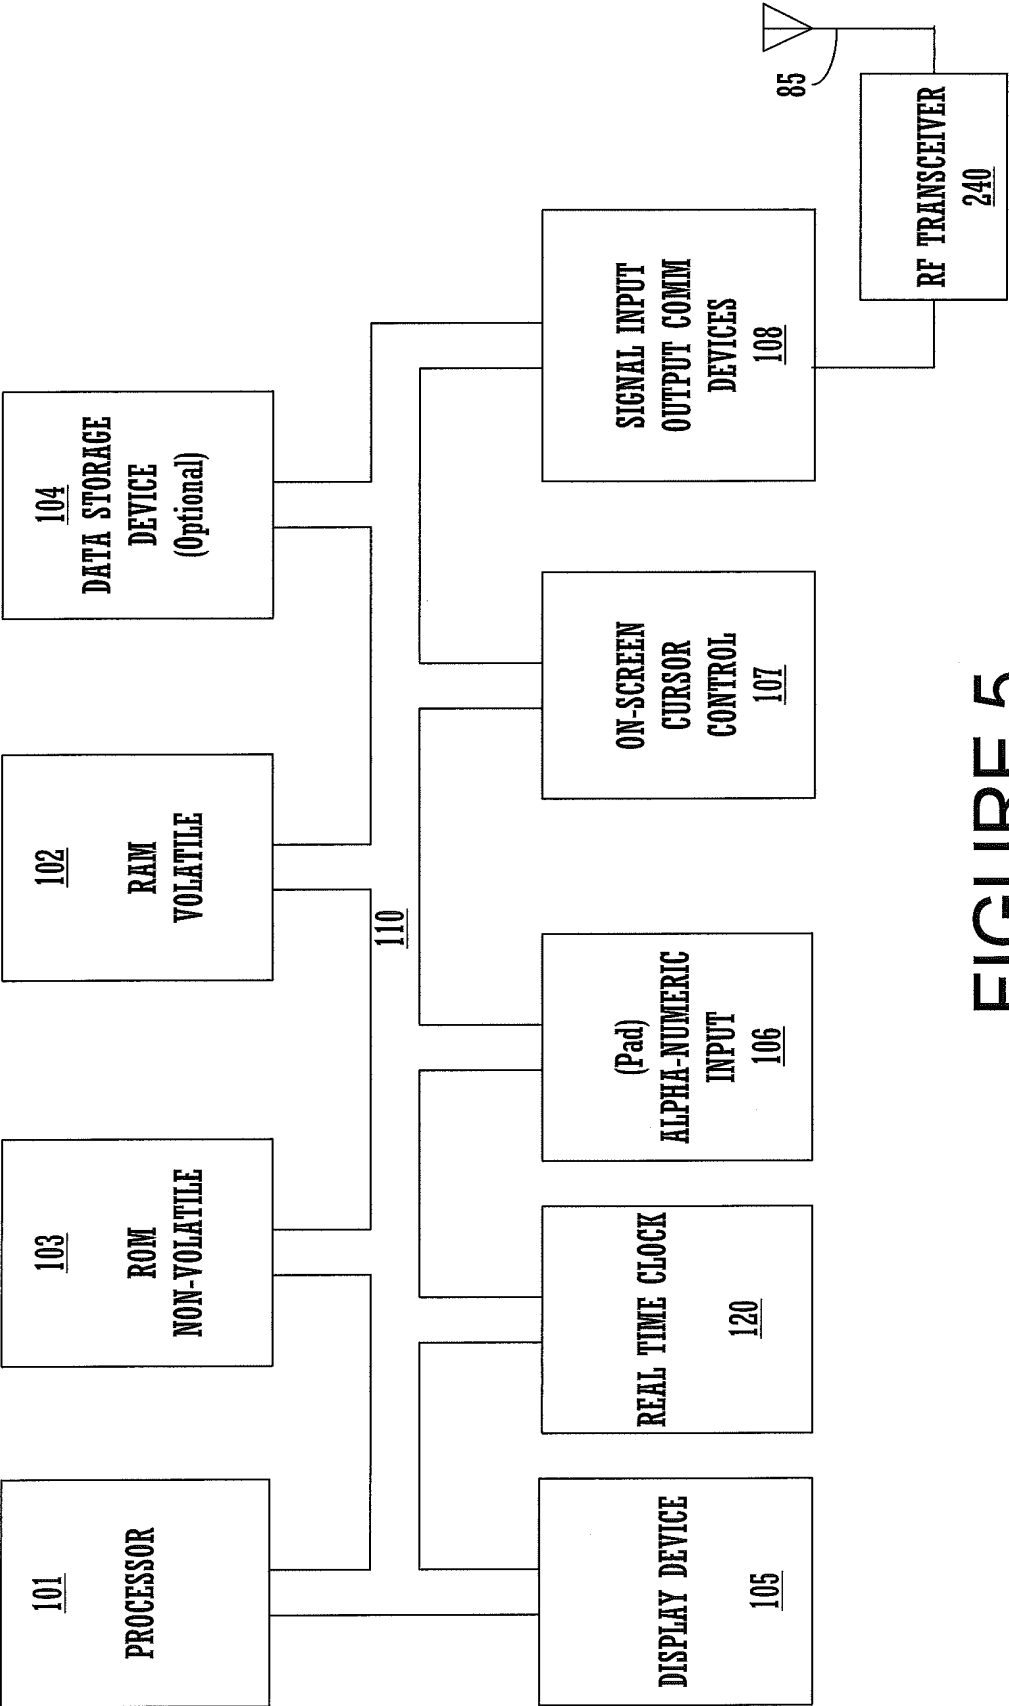 101
PROCESSOR
103
ROM
NON-VOLATILE
102
RAM
VOLATILE
104
DATA STORAGE
DEVICE
(Optional)
110
DISPLAY DEVICE
105
REAL TIME CLOCK
120
(Pad)
ALPHA-NUMERIC
INPUT
106
ON-SCREEN
CURSOR
CONTROL
107
SIGNAL INPUT
OUTPUT COMM
DEVICES
108
85
RF TRANSCEIVER
240
FIGURE 5